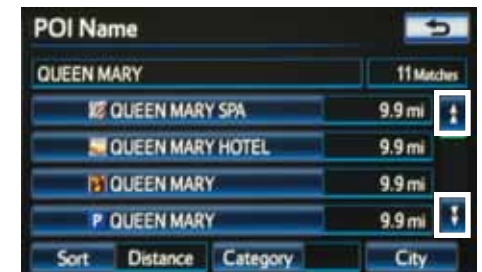 POI Name
QUEEN MARY 11 Matches
QUEEN MARY SPA 9.9 mi
QUEEN MARY HOTEL 9.9 mi
QUEEN MARY 9.9 mi
P QUEEN MARY 9.9 mi
Sort Distance Category City